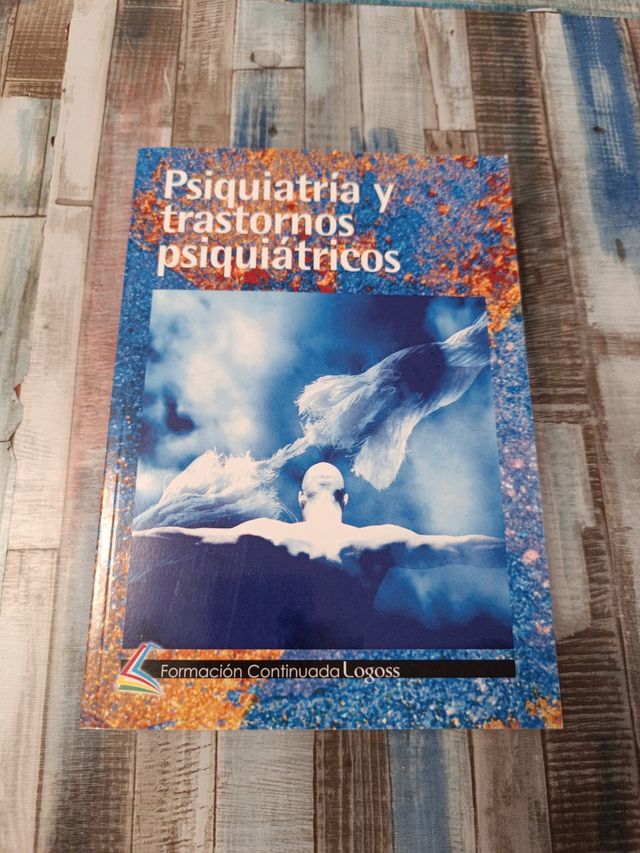 Psiquiatría y
trastornos
psiquiátricos
Formación Continuada Logoss